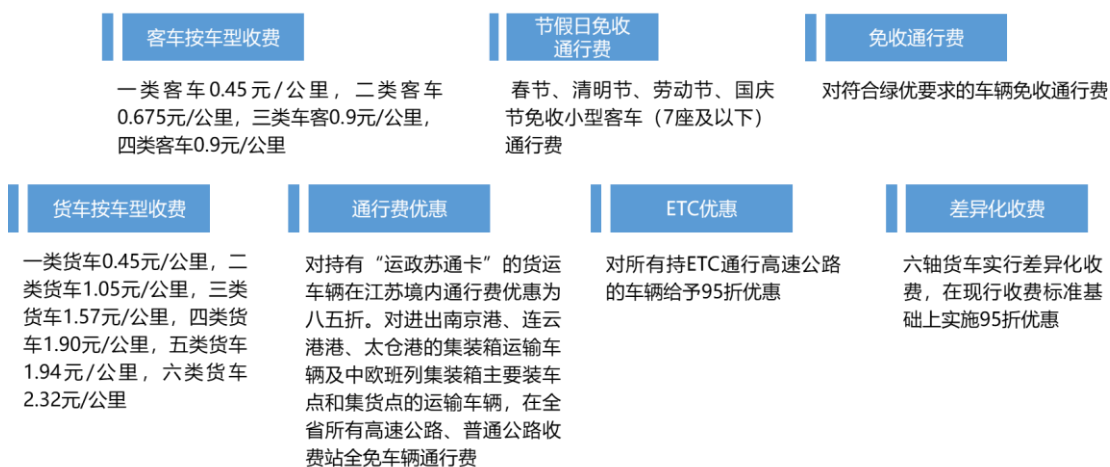 客车按车型收费
一类客车0.45元/公里，二类客车
0.675元/公里，三类车客0.9元/公里，
四类客车0.9元/公里
节假日免收
通行费
春节、清明节、劳动节、国庆
节免收小型客车（7座及以下）
通行费
免收通行费
对符合绿优要求的车辆免收通行费
货车按车型收费
一类货车0.45元/公里，二
类货车1.05元/公里，三类
货车1.57元/公里，四类货
车1.90元/公里，五类货车
1.94元/公里，六类货车
2.32元/公里
通行费优惠
对持有“运政苏通卡”的货运
车辆在江苏境内通行费优惠为
八五折。对进出南京港、连云
港港、太仓港的集装箱运输车
辆及中欧班列集装箱主要装车
点和集货点的运输车辆，在全
省所有高速公路、普通公路收
费站全免车辆通行费
ETC优惠
对所有持ETC通行高速公路
的车辆给予95折优惠
差异化收费
六轴货车实行差异化收
费，在现行收费标准基
础上实施95折优惠